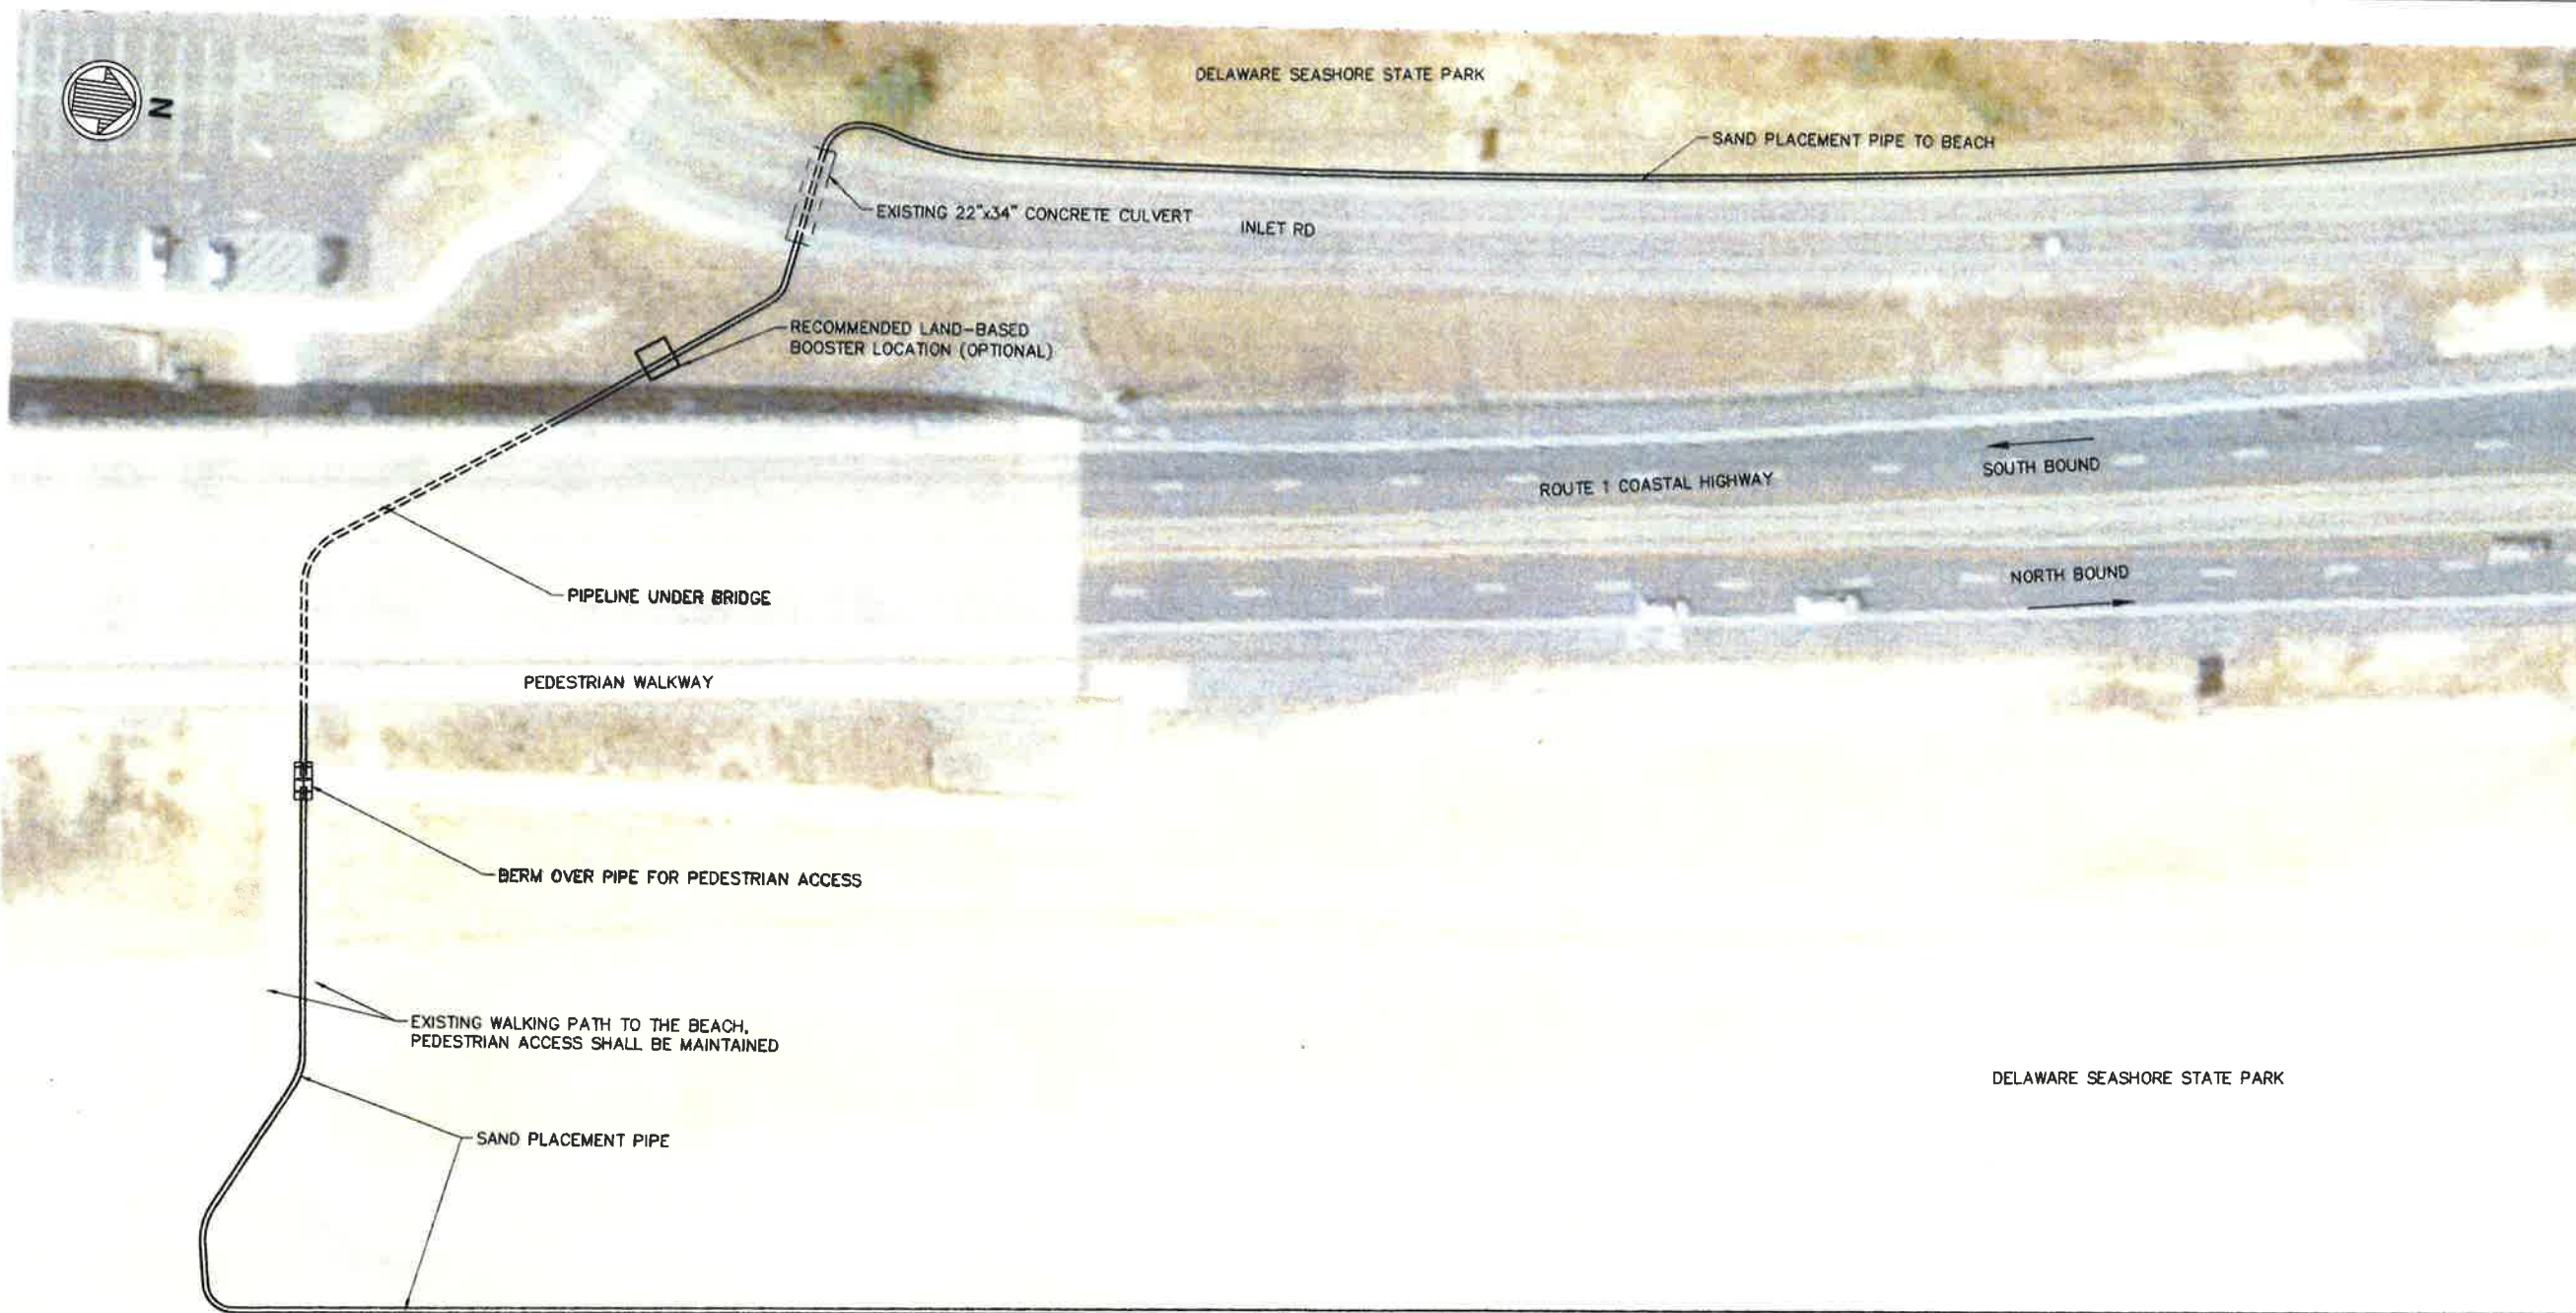 N
DELAWARE SEASHORE STATE PARK
SAND PLACEMENT PIPE TO BEACH
EXISTING 22"x34" CONCRETE CULVERT
INLET RD
RECOMMENDED LAND-BASED
BOOSTER LOCATION (OPTIONAL)
SOUTH BOUND
ROUTE 1 COASTAL HIGHWAY
NORTH BOUND
PIPELINE UNDER BRIDGE
PEDESTRIAN WALKWAY
BERM OVER PIPE FOR PEDESTRIAN ACCESS
EXISTING WALKING PATH TO THE BEACH,
PEDESTRIAN ACCESS SHALL BE MAINTAINED
DELAWARE SEASHORE STATE PARK
SAND PLACEMENT PIPE